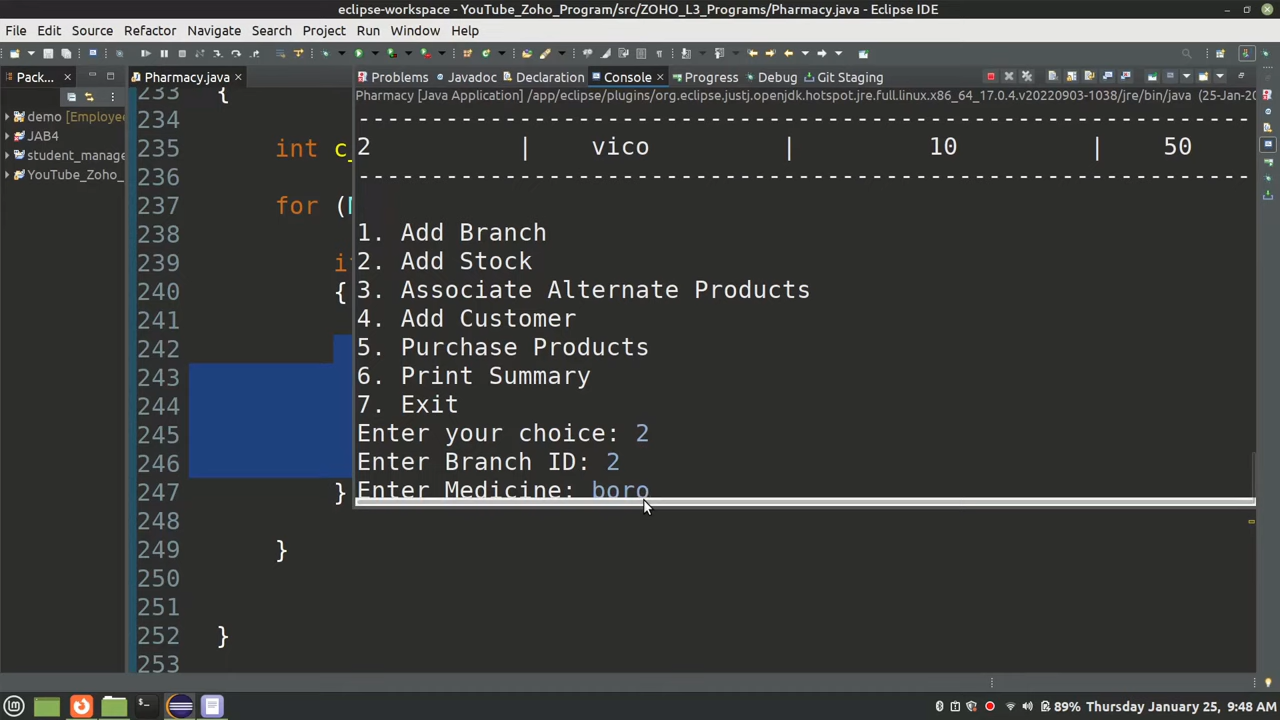 eclipse-workspace - YouTube_Zoho_Program/src/ZOHO_L3_Programs/Pharmacy.java - Eclipse IDE
File Edit Source Refactor Navigate Search Project Run Window Help
Pack... Pharmacy.java Problems Javadoc Declaration Console Progress Debug Git Staging
Pharmacy [Java Application] /app/eclipse/plugins/org.eclipse.justj.openjdk.hotspot.jre.full.linux.x86_64_17.0.4.v20220903-1038/jre/bin/java (25-Jan-20
demo [Employee
JAB4
student_manage
YouTube_Zoho_
233 {
234
235 int c_
236
237 for (
238
239
240 {
241
242
243
244
245
246
247 }
248
249 }
250
251
252 }
253
-------------------------------------------------------------
2 | vico | 10 | 50
-------------------------------------------------------------
1. Add Branch
2. Add Stock
3. Associate Alternate Products
4. Add Customer
5. Purchase Products
6. Print Summary
7. Exit
Enter your choice: 2
Enter Branch ID: 2
Enter Medicine: boro
89% Thursday January 25, 9:48 AM